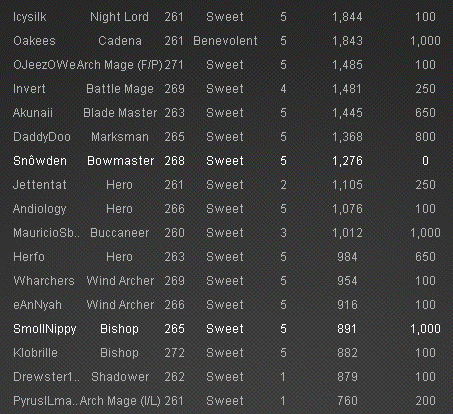 Icysilk Night Lord 261 Sweet 5 1,844 100
Oakees Cadena 261 Benevolent 5 1,843 1,000
OJeezOWe Arch Mage (F/P) 271 Sweet 5 1,485 100
Invert Battle Mage 269 Sweet 4 1,481 250
Akunaii Blade Master 263 Sweet 5 1,445 650
DaddyDoo Marksman 265 Sweet 5 1,368 800
Snôwden Bowmaster 268 Sweet 5 1,276 0
Jettentat Hero 261 Sweet 2 1,105 250
Andiology Hero 266 Sweet 5 1,076 100
MauricioSb.. Buccaneer 260 Sweet 3 1,012 1,000
Herfo Hero 263 Sweet 5 984 650
Wharchers Wind Archer 269 Sweet 5 954 100
eAnNyah Wind Archer 266 Sweet 5 916 100
SmollNippy Bishop 265 Sweet 5 891 1,000
Klobrille Bishop 272 Sweet 5 882 100
Drewster1.. Shadower 262 Sweet 1 879 100
PyrusILma.. Arch Mage (I/L) 261 Sweet 1 760 200